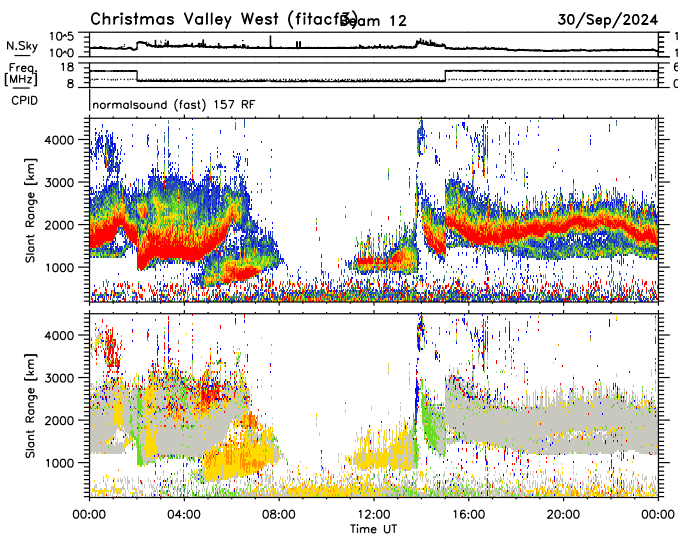 Christmas Valley West (fitacf3) Beam 12 30/Sep/2024
N.Sky 10^5 10^0 1 1
Freq. [MHz] 18 8 6 0
CPID normalsound (fast) 157 RF
Slant Range [km] 4000 3000 2000 1000
Slant Range [km] 4000 3000 2000 1000
00:00 04:00 08:00 12:00 16:00 20:00 00:00
Time UT